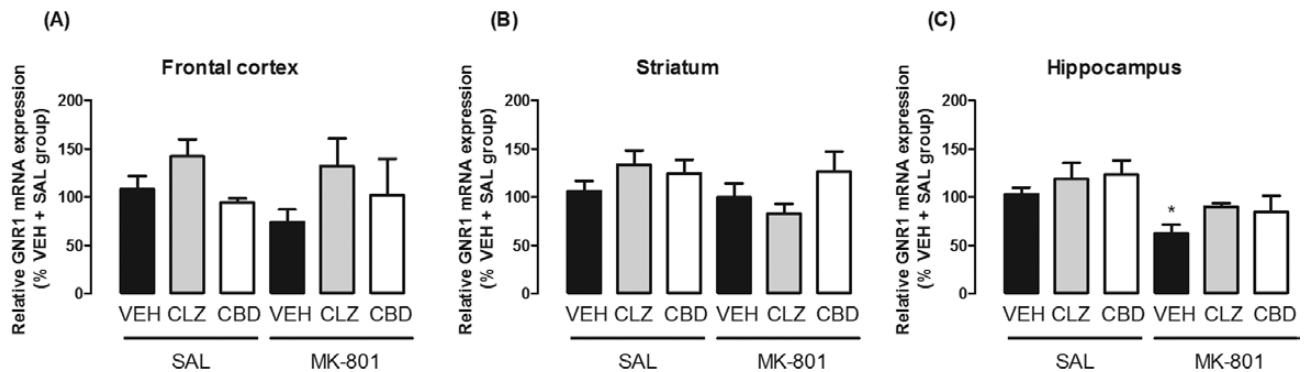 (A)
Frontal cortex
Relative GNR1 mRNA expression
(% VEH + SAL group)
200
150
100
50
0
VEH CLZ CBD VEH CLZ CBD
SAL MK-801
(B)
Striatum
Relative GNR1 mRNA expression
(% VEH + SAL group)
200
150
100
50
0
VEH CLZ CBD VEH CLZ CBD
SAL MK-801
(C)
Hippocampus
Relative GNR1 mRNA expression
(% VEH + SAL group)
200
150
100
50
0
*
VEH CLZ CBD VEH CLZ CBD
SAL MK-801